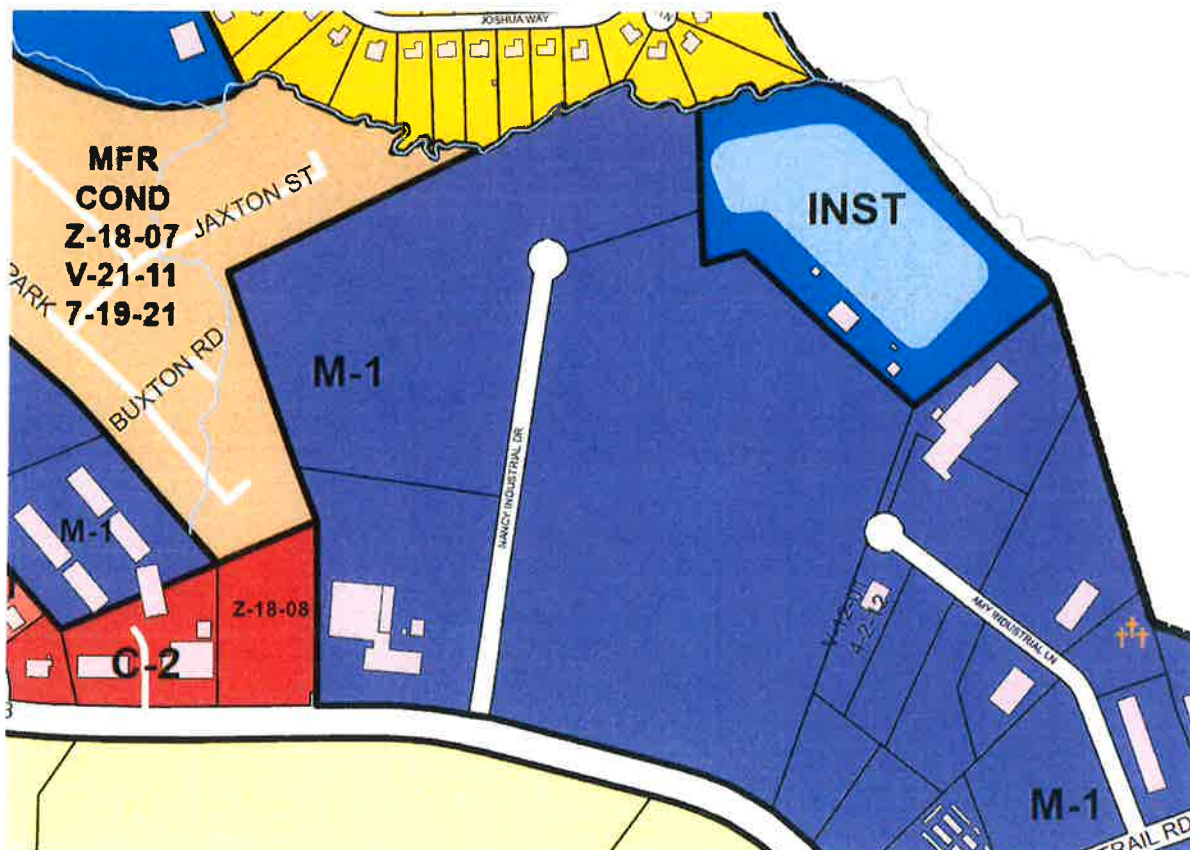 JOSHUA WAY
LN
MFR
COND
Z-18-07
V-21-11
7-19-21
JAXTON ST
PARK
BUXTON RD
INST
M-1
NANCY INDUSTRIAL DR
M-1
Z-18-08
C-2
AMY INDUSTRIAL LN
M-1
TRAIL RD